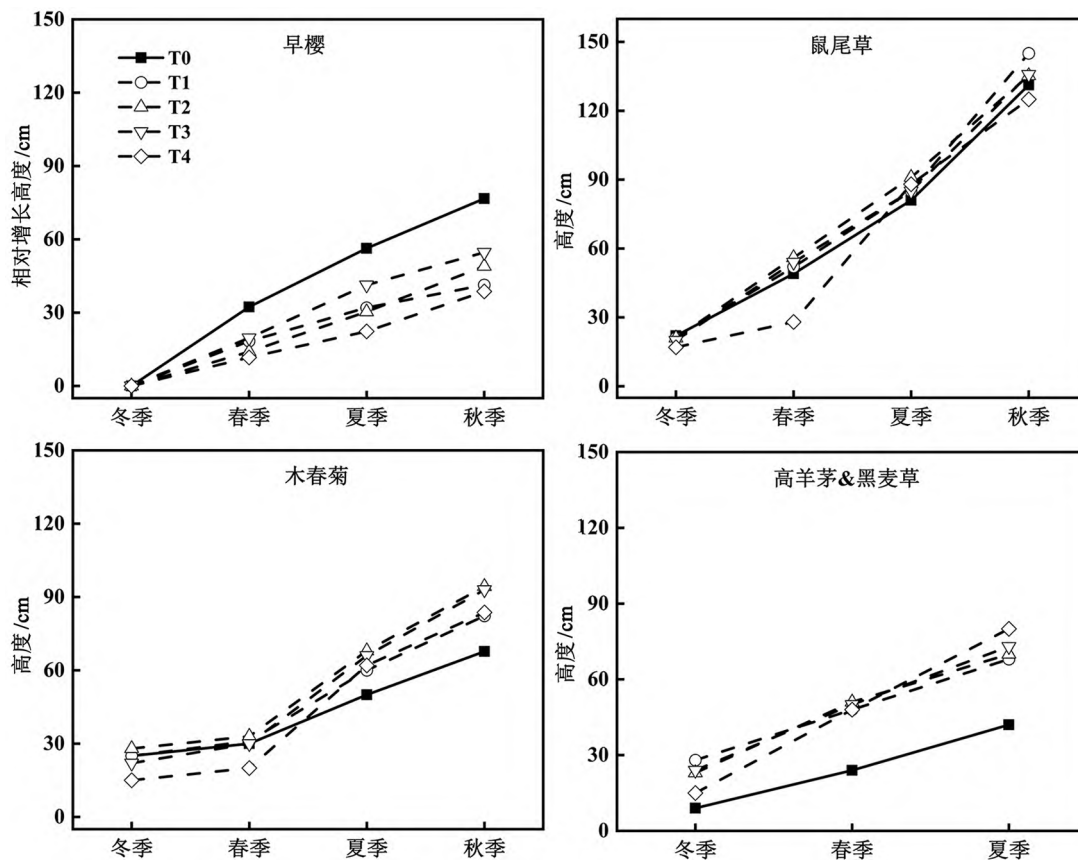 早樱
相对增长高度/cm
150
120
90
60
30
0
T0
T1
T2
T3
T4
冬季 春季 夏季 秋季
鼠尾草
高度/cm
150
120
90
60
30
0
冬季 春季 夏季 秋季
木春菊
高度/cm
150
120
90
60
30
0
冬季 春季 夏季 秋季
高羊茅&黑麦草
高度/cm
150
120
90
60
30
0
冬季 春季 夏季